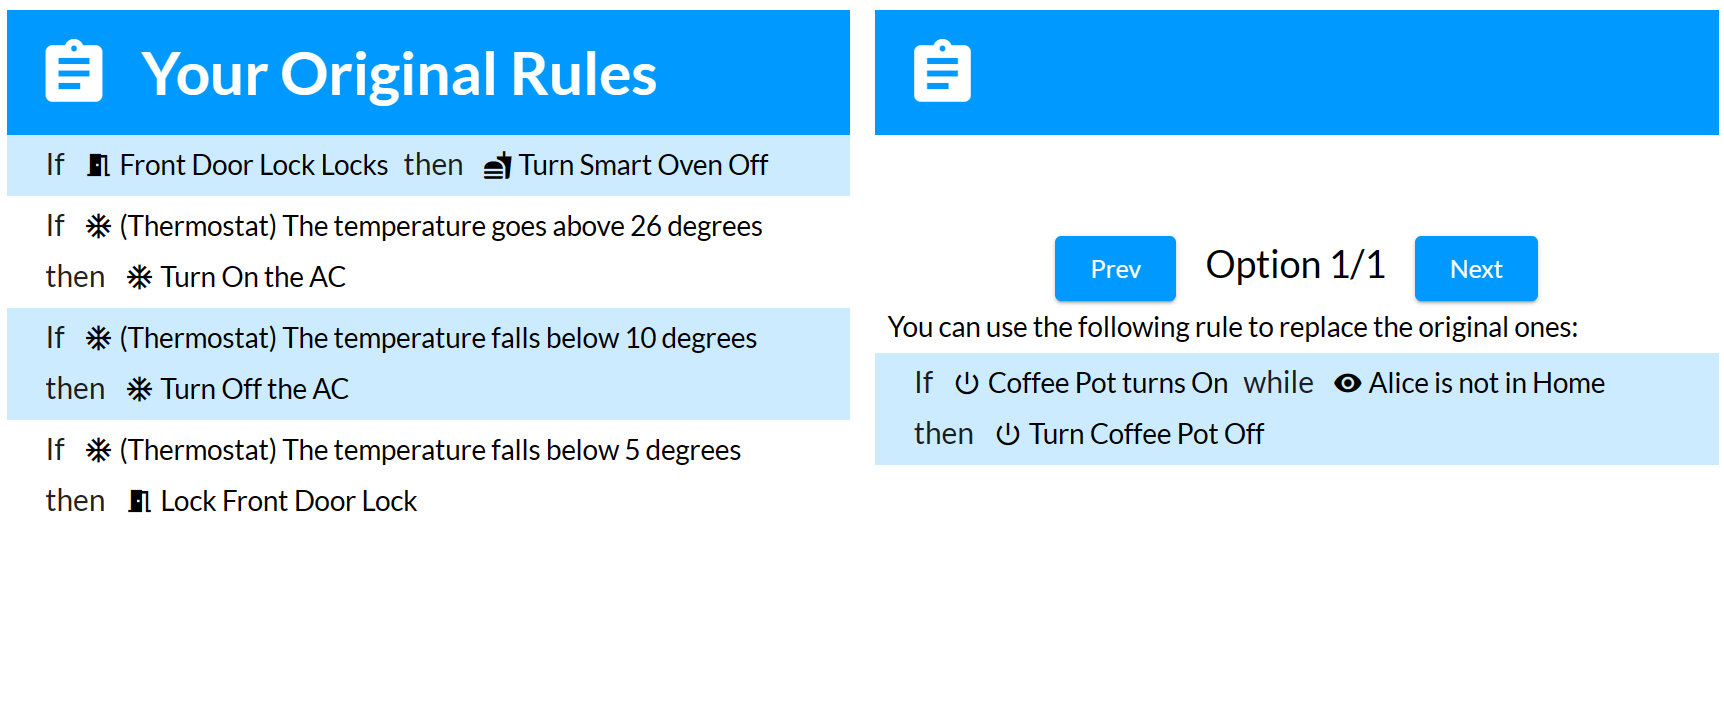 Your Original Rules
If Front Door Lock Locks then Turn Smart Oven Off
If (Thermostat) The temperature goes above 26 degrees
then Turn On the AC
If (Thermostat) The temperature falls below 10 degrees
then Turn Off the AC
If (Thermostat) The temperature falls below 5 degrees
then Lock Front Door Lock
Prev Option 1/1 Next
You can use the following rule to replace the original ones:
If Coffee Pot turns On while Alice is not in Home
then Turn Coffee Pot Off